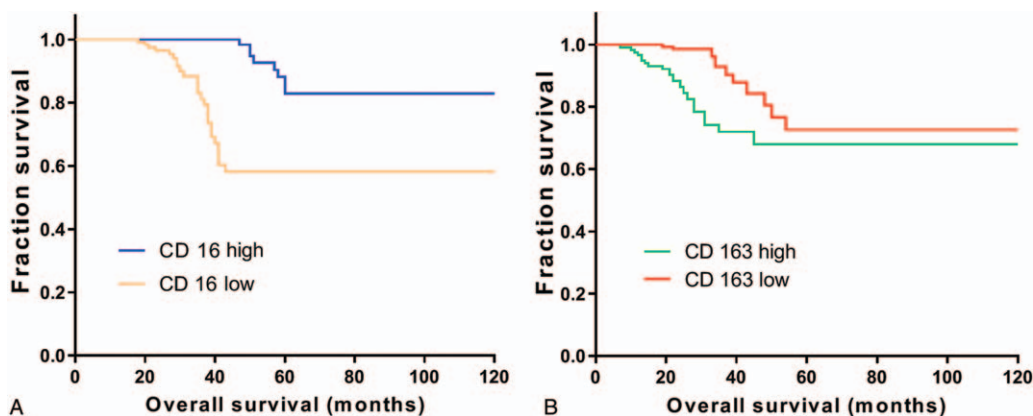 Fraction survival
1.0
0.8
0.6
0.4
0.2
0.0
CD 16 high
CD 16 low
0 20 40 60 80 100 120
A Overall survival (months)
Fraction survival
1.0
0.8
0.6
0.4
0.2
0.0
CD 163 high
CD 163 low
0 20 40 60 80 100 120
B Overall survival (months)